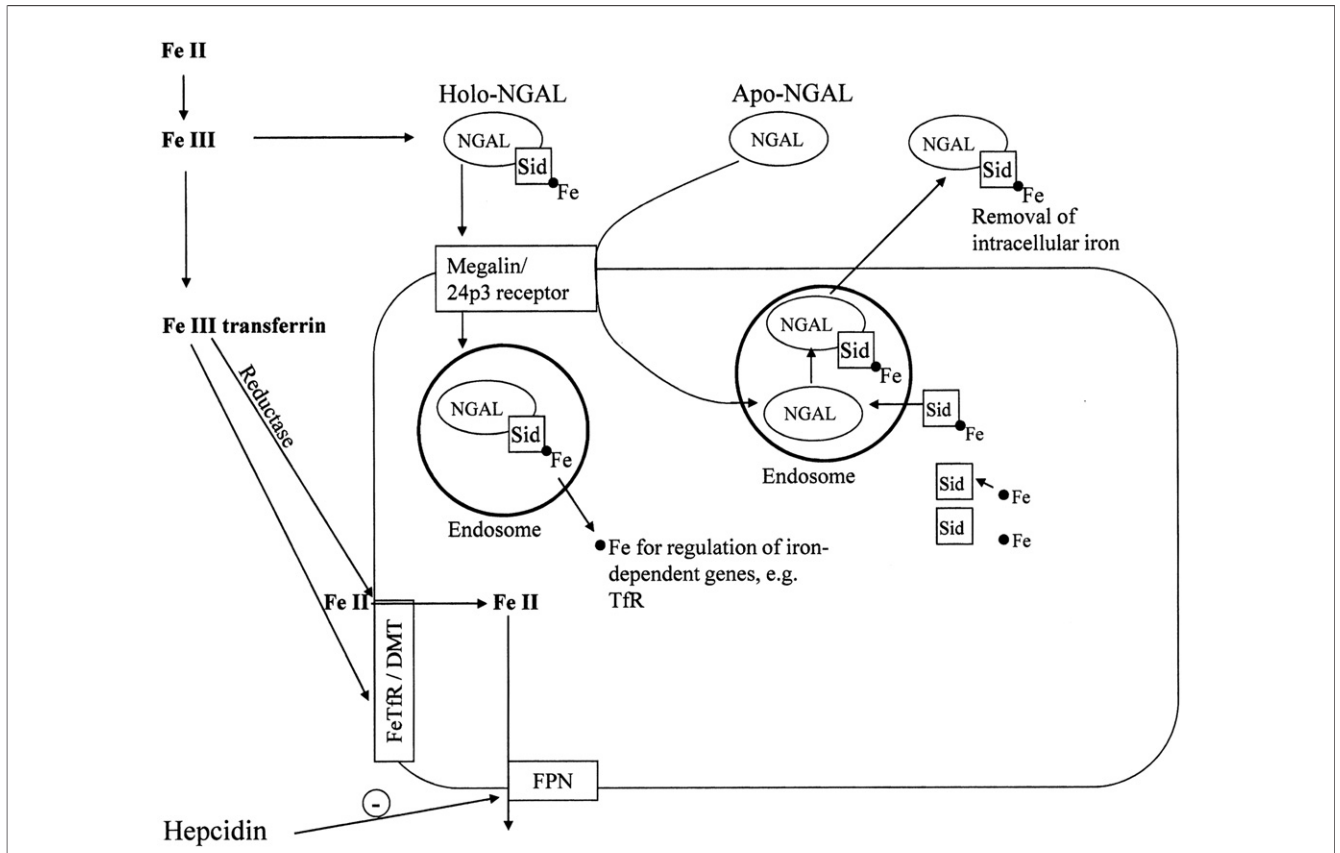 Fe II
Holo-NGAL
Apo-NGAL
Fe III
NGAL
Sid
Fe
NGAL
NGAL
Sid
Fe
Removal of
intracellular iron
Megalin/
24p3 receptor
Fe III transferrin
Reductase
NGAL
Sid
Fe
Endosome
NGAL
Sid
Fe
NGAL
Endosome
Sid
Fe
Sid
Fe
Sid
Fe
Fe for regulation of iron-
dependent genes, e.g.
TfR
Fe II
Fe II
FeTfR / DMT
FPN
-
Hepcidin